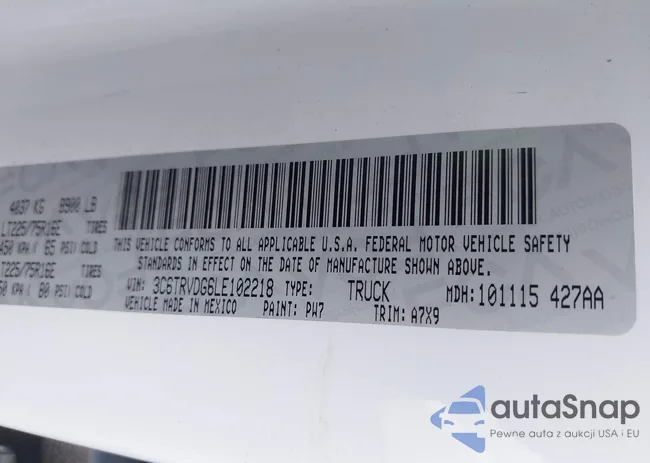 4037 KG 8900 LB
LT225/75R16E TIRES
450 KPA ( 65 PSI) COLD
LT225/75R16E TIRES
50 KPA ( 80 PSI) COLD
THIS VEHICLE CONFORMS TO ALL APPLICABLE U.S.A. FEDERAL MOTOR VEHICLE SAFETY
STANDARDS IN EFFECT ON THE DATE OF MANUFACTURE SHOWN ABOVE.
VIN: 3C6TRVDG6LE102218 TYPE: TRUCK MDH: 101115 427AA
VEHICLE MADE IN MEXICO PAINT: PW7 TRIM: A7X9
autaSnap
Pewne auta z aukcji USA i EU